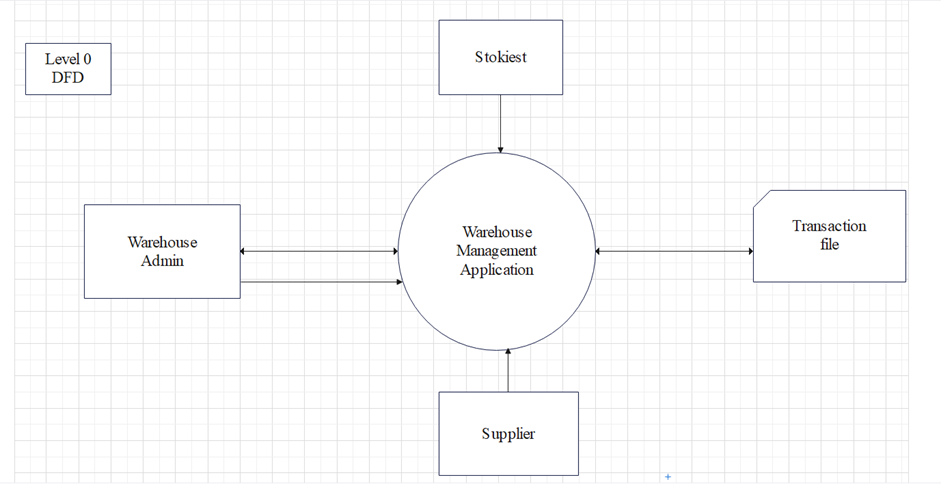 Level 0
DFD
Stokiest
Warehouse
Admin
Warehouse
Management
Application
Transaction
file
Supplier